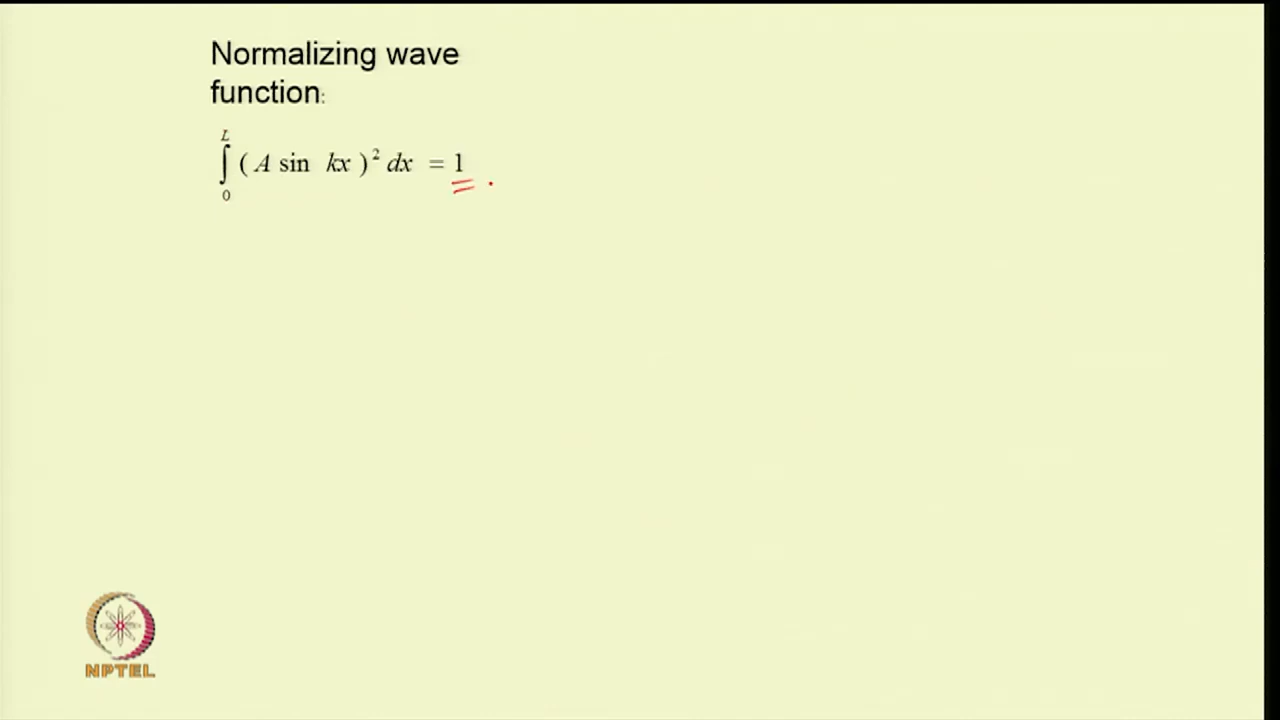 Normalizing wave
function:
∫₀ᴸ ( A sin kx )² dx = 1
NPTEL